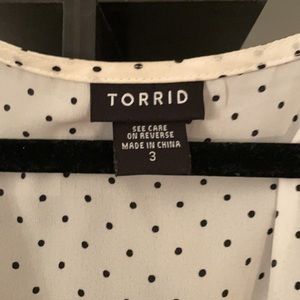 TORRID
SEE CARE
ON REVERSE
MADE IN CHINA
3